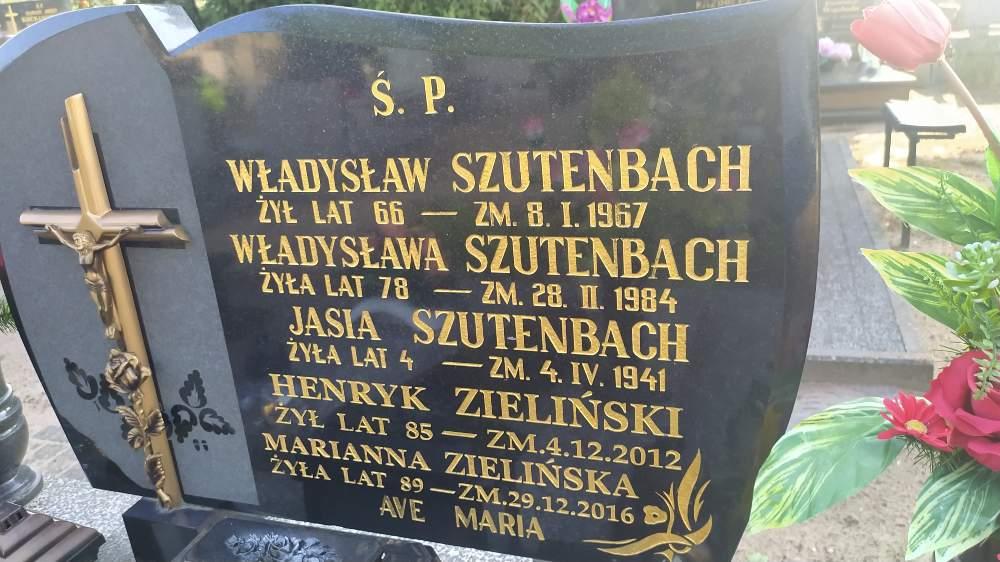 Ś. P.
WŁADYSŁAW SZUTENBACH
ŻYŁ LAT 66 — ZM. 8. I. 1967
WŁADYSŁAWA SZUTENBACH
ŻYŁA LAT 78 — ZM. 28. II. 1984
JASIA SZUTENBACH
ŻYŁA LAT 4 — ZM. 4. IV. 1941
HENRYK ZIELIŃSKI
ŻYŁ LAT 85 — ZM.4.12.2012
MARIANNA ZIELIŃSKA
ŻYŁA LAT 89 — ZM.29.12.2016
AVE MARIA